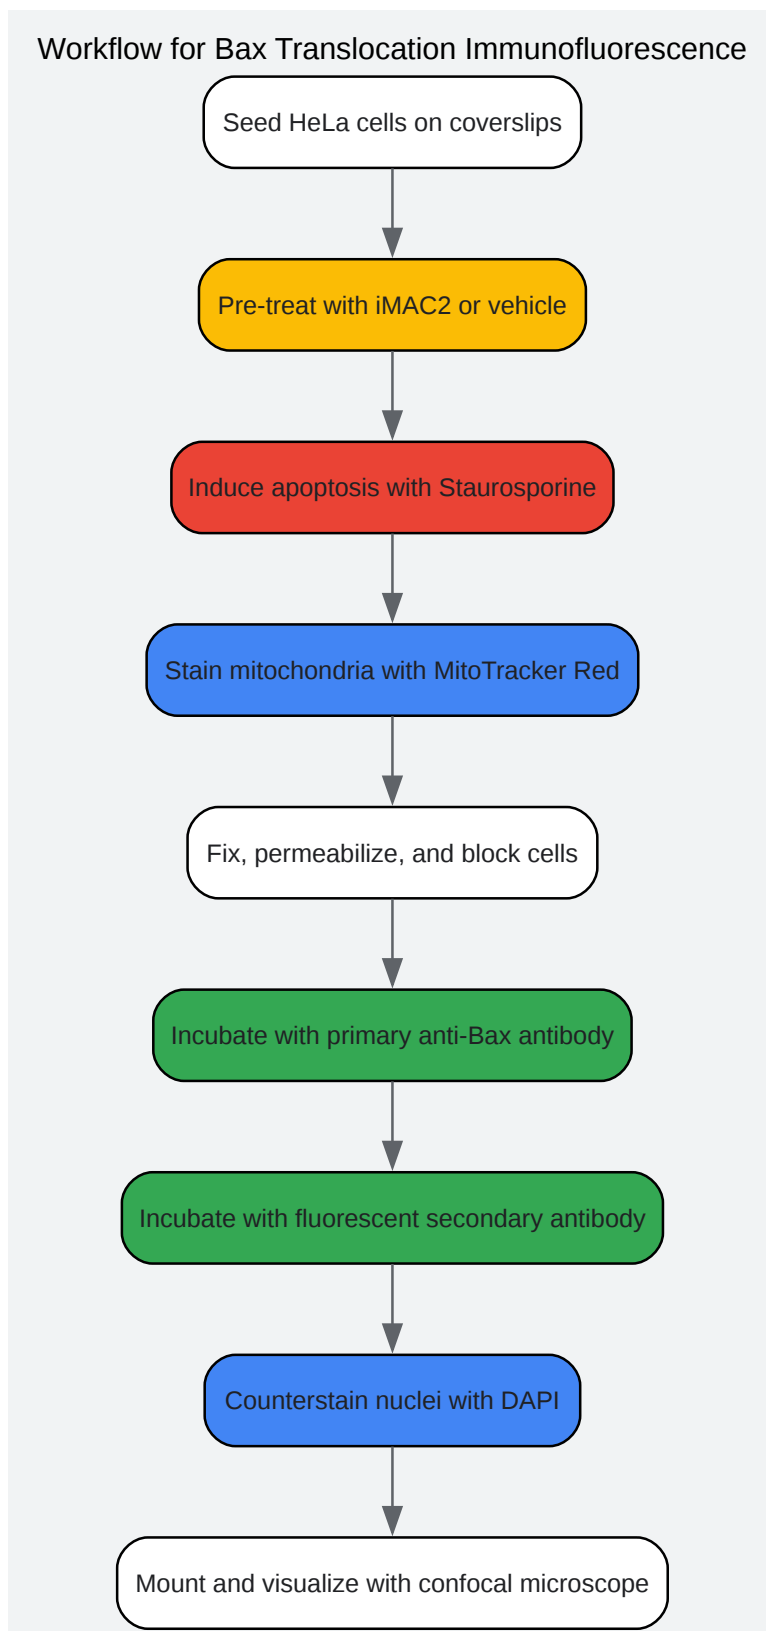 Workflow for Bax Translocation Immunofluorescence
Seed HeLa cells on coverslips
Pre-treat with iMAC2 or vehicle
Induce apoptosis with Staurosporine
Stain mitochondria with MitoTracker Red
Fix, permeabilize, and block cells
Incubate with primary anti-Bax antibody
Incubate with fluorescent secondary antibody
Counterstain nuclei with DAPI
Mount and visualize with confocal microscope